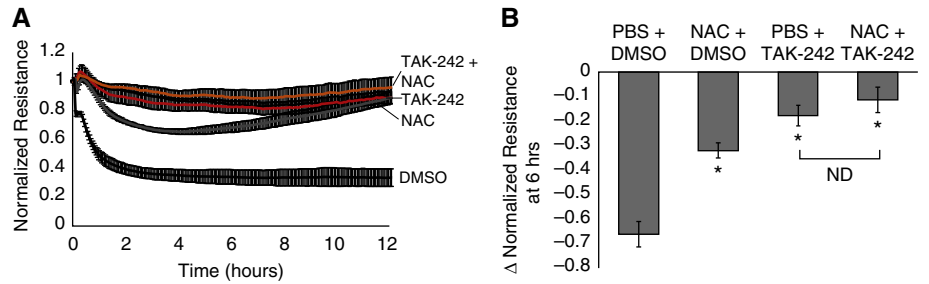 A
Normalized Resistance
1.2
1
0.8
0.6
0.4
0.2
0
0 2 4 6 8 10 12
Time (hours)
TAK-242 +
NAC
TAK-242
NAC
DMSO
B
PBS + NAC + PBS + NAC +
DMSO DMSO TAK-242 TAK-242
Δ Normalized Resistance
at 6 hrs
0
–0.1
–0.2
–0.3
–0.4
–0.5
–0.6
–0.7
–0.8
* * *
ND